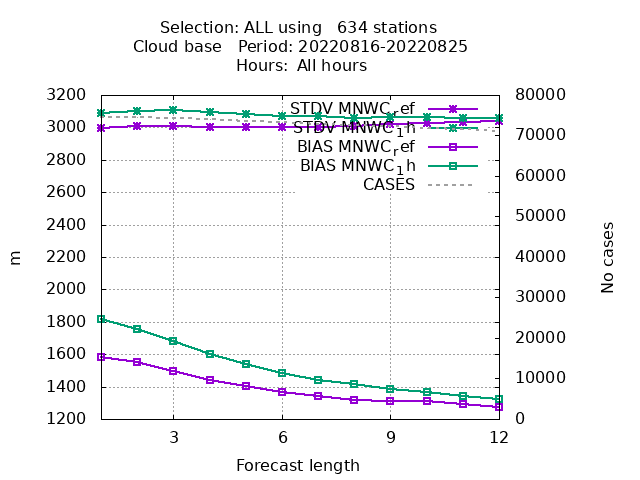 Selection: ALL using   634 stations
Cloud base   Period: 20220816-20220825
Hours:  All hours
3200
3000
2800
2600
2400
2200
2000
1800
1600
1400
1200
m
80000
70000
60000
50000
40000
30000
20000
10000
0
No cases
STDV MNWC_ref
STDV MNWC_1h
BIAS MNWC_ref
BIAS MNWC_1h
CASES
3 6 9 12
Forecast length